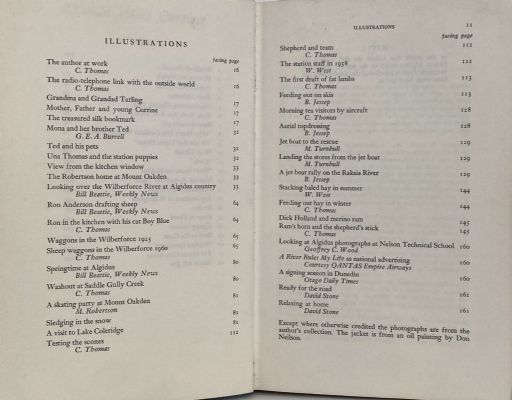 ILLUSTRATIONS
facing page
The author at work 16
C. Thomas
The radio-telephone link with the outside world 16
C. Thomas
Grandma and Grandad Tarling 17
Mother, Father and young Corrine 17
The treasured silk bookmark 17
Mona and her brother Ted 32
G. E. A. Burrell
Ted and his pets 32
Una Thomas and the station puppies 32
View from the kitchen window 33
The Robertson home at Mount Oakden 33
Looking over the Wilberforce River at Algidus country 33
Bill Beattie, Weekly News
Ron Anderson drafting sheep 64
Bill Beattie, Weekly News
Ron in the kitchen with his cat Boy Blue 64
C. Thomas
Waggons in the Wilberforce 1925 65
Sheep waggons in the Wilberforce 1960 65
C. Thomas
Springtime at Algidus 80
Bill Beattie, Weekly News
Washout at Saddle Gully Creek 80
C. Thomas
A skating party at Mount Oakden 81
M. Robertson
Sledging in the snow 81
A visit to Lake Coleridge 81
Testing the scones 112
C. Thomas
ILLUSTRATIONS 11
facing page
Shepherd and team 112
C. Thomas
The station staff in 1958 112
W. West
The first draft of fat lambs 113
C. Thomas
Feeding out on skis 113
B. Jessep
Morning tea visitors by aircraft 128
C. Thomas
Aerial topdressing 128
B. Jessep
Jet boat to the rescue 129
M. Turnbull
Landing the stores from the jet boat 129
M. Turnbull
A jet boat rally on the Rakaia River 129
B. Jessep
Stacking baled hay in summer 144
W. West
Feeding out hay in winter 144
C. Thomas
Dick Holland and merino ram 145
Ram's horn and the shepherd's stick 145
C. Thomas
Looking at Algidus photographs at Nelson Technical School 160
Geoffrey C. Wood
A River Rules My Life as national advertising 160
Courtesy QANTAS Empire Airways
A signing session in Dunedin 160
Otago Daily Times
Ready for the road 161
David Stone
Relaxing at home 161
David Stone
Except where otherwise credited the photographs are from the
author's collection. The jacket is from an oil painting by Don
Neilson.